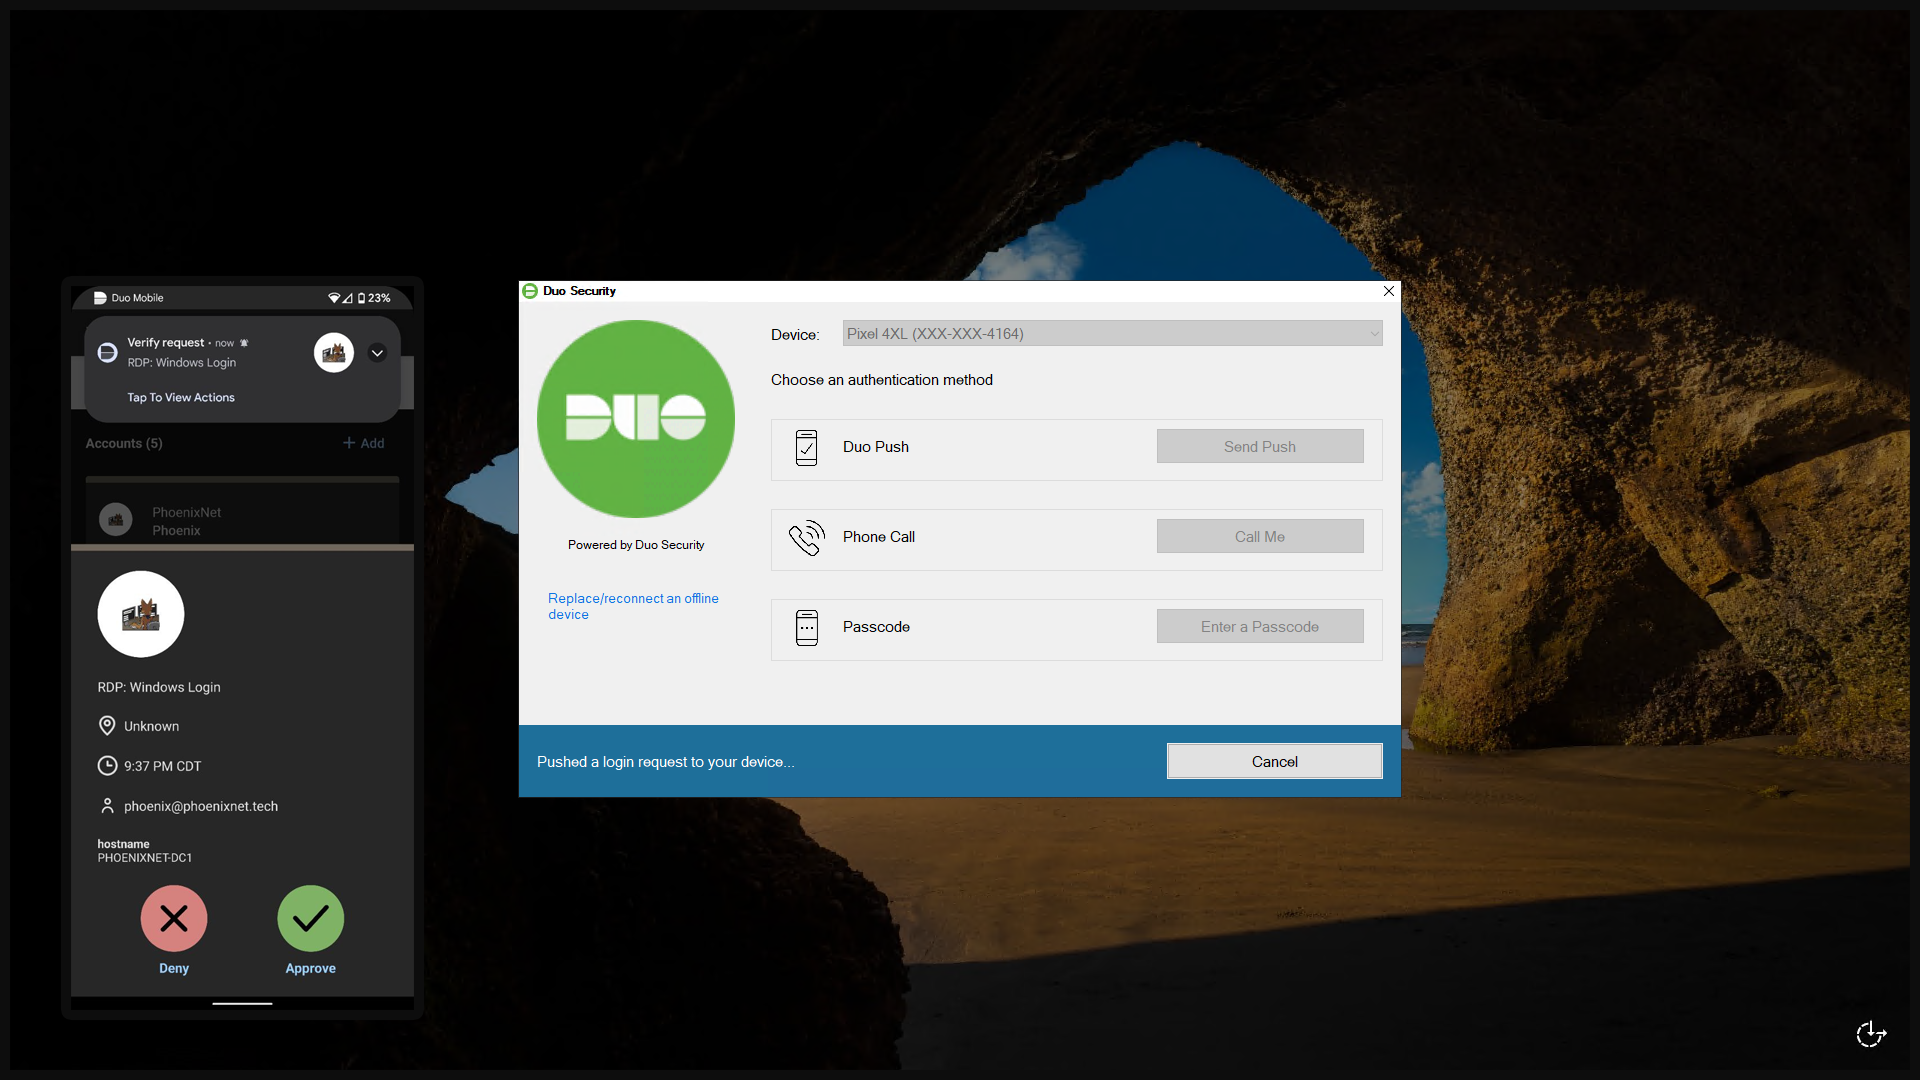 Duo Mobile
23%
Verify request • now
RDP: Windows Login
Tap To View Actions
Accounts (5)
+ Add
PhoenixNet
Phoenix
RDP: Windows Login
Unknown
9:37 PM CDT
phoenix@phoenixnet.tech
hostname
PHOENIXNET-DC1
Deny
Approve
Duo Security
DUO
Powered by Duo Security
Replace/reconnect an offline
device
Device:
Pixel 4XL (XXX-XXX-4164)
Choose an authentication method
Duo Push
Send Push
Phone Call
Call Me
Passcode
Enter a Passcode
Pushed a login request to your device...
Cancel